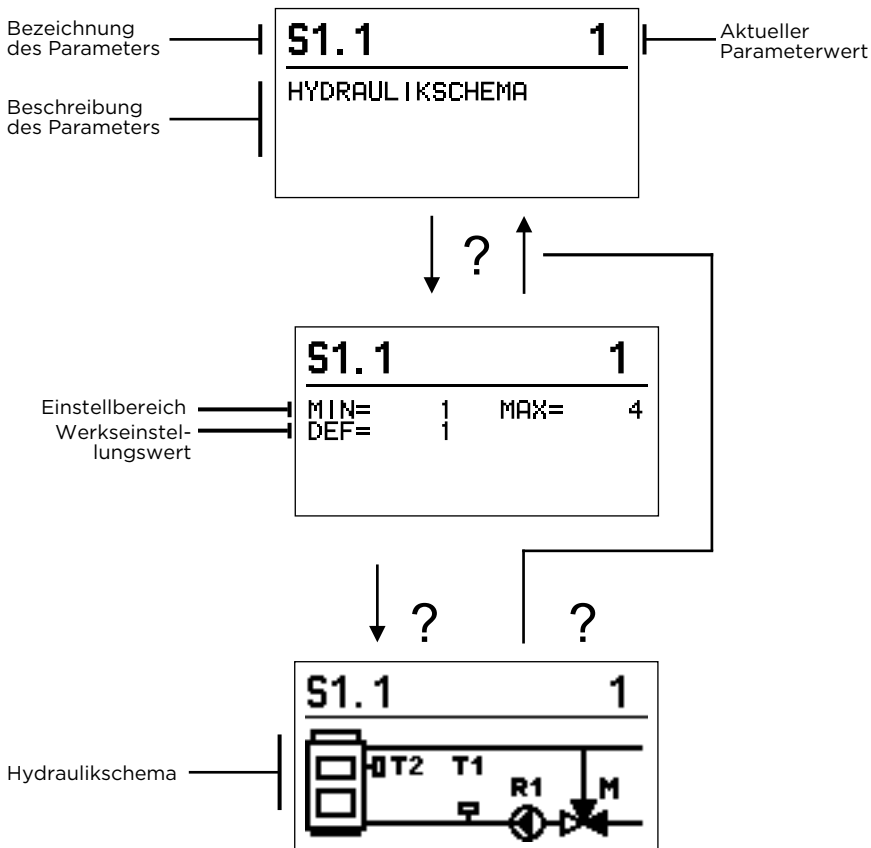 Bezeichnung
des Parameters
S1.1 1
Aktueller
Parameterwert
HYDRAULIKSCHEMA
Beschreibung
des Parameters
?
S1.1 1
Einstellbereich
MIN= 1 MAX= 4
Werkseinstel-
lungswert
DEF= 1
? ?
S1.1 1
Hydraulikschema
T2 T1
R1 M